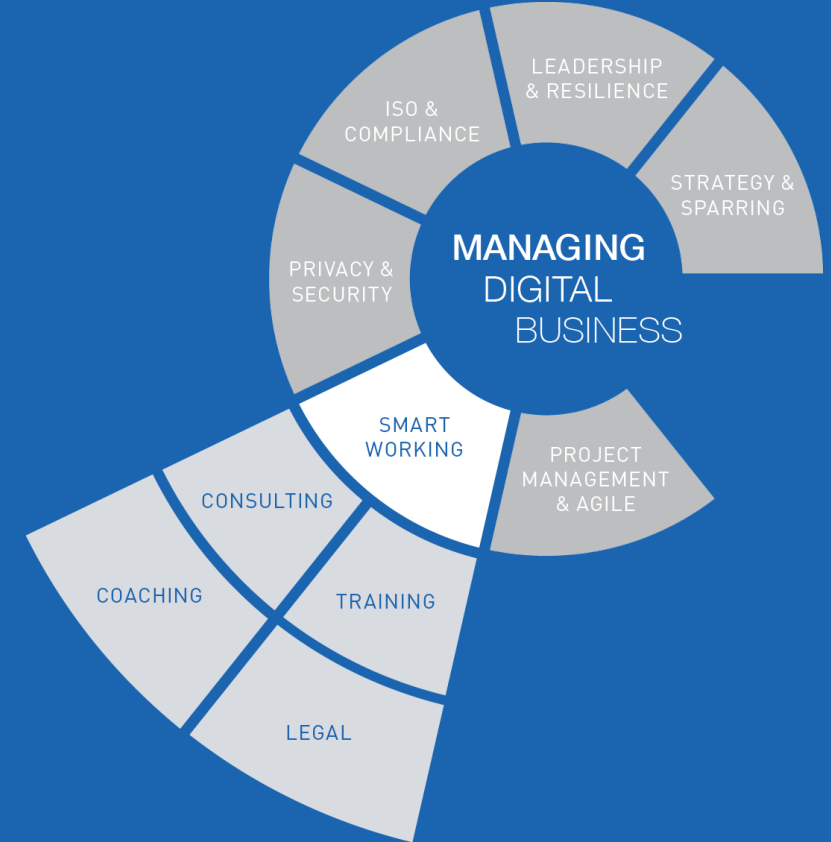 LEADERSHIP
& RESILIENCE
ISO &
COMPLIANCE
STRATEGY &
SPARRING
MANAGING
DIGITAL
BUSINESS
PRIVACY &
SECURITY
SMART
WORKING
PROJECT
MANAGEMENT
& AGILE
CONSULTING
COACHING
TRAINING
LEGAL